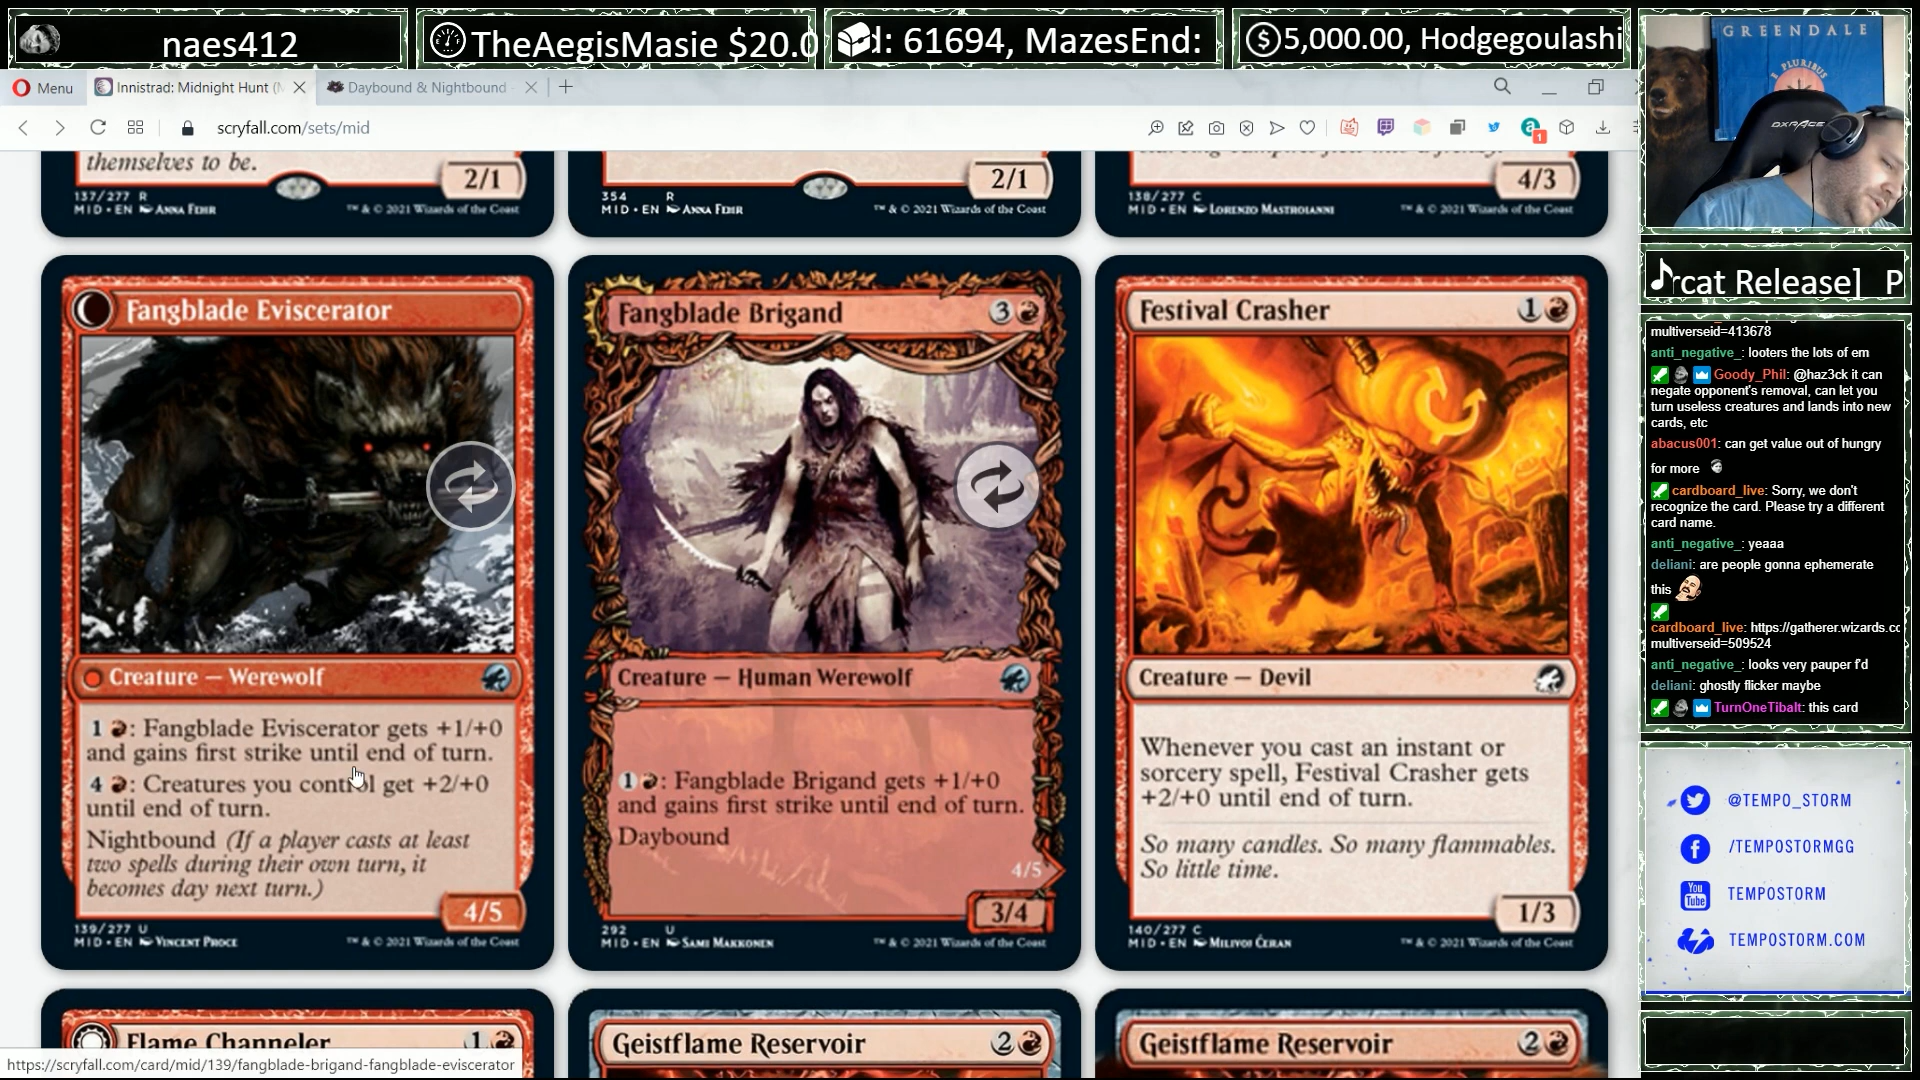 naes412
TheAegisMasie $20.0
d: 61694, MazesEnd:
$5,000.00, Hodgegoulashi
Menu
Innistrad: Midnight Hunt (
Daybound & Nightbound
scryfall.com/sets/mid
1
GREENDALE
E PLURIBUS
DXRACER
themselves to be.
2/1
137/277 R
MID • EN Anna Fehr
™ & © 2021 Wizards of the Coast
2/1
354 R
MID • EN Anna Fehr
™ & © 2021 Wizards of the Coast
4/3
138/277 C
MID • EN Lorenzo Mastroianni
™ & © 2021 Wizards of the Coast
Fangblade Eviscerator
Creature — Werewolf
1 : Fangblade Eviscerator gets +1/+0
and gains first strike until end of turn.
4 : Creatures you control get +2/+0
until end of turn.
Nightbound (If a player casts at least
two spells during their own turn, it
becomes day next turn.)
4/5
139/277 U
MID • EN Vincent Proce
™ & © 2021 Wizards of the Coast
Fangblade Brigand
3
Creature — Human Werewolf
1 : Fangblade Brigand gets +1/+0
and gains first strike until end of turn.
Daybound
4/5
3/4
292 U
MID • EN Sami Makkonen
™ & © 2021 Wizards of the Coast
Festival Crasher
1
Creature — Devil
Whenever you cast an instant or
sorcery spell, Festival Crasher gets
+2/+0 until end of turn.
So many candles. So many flammables.
So little time.
1/3
140/277 C
MID • EN Milivoj Ćeran
™ & © 2021 Wizards of the Coast
Flame Channeler
1
Geistflame Reservoir
2
Geistflame Reservoir
2
https://scryfall.com/card/mid/139/fangblade-brigand-fangblade-eviscerator
rcat Release] P
multiverseid=413678
anti_negative_: looters the lots of em
Goody_Phil: @haz3ck it can
negate opponent's removal, can let you
turn useless creatures and lands into new
cards, etc
abacus001: can get value out of hungry
for more
cardboard_live: Sorry, we don't
recognize the card. Please try a different
card name.
anti_negative_: yeaaa
deliani: are people gonna ephemerate
this
cardboard_live: https://gatherer.wizards.cc
multiverseid=509524
anti_negative_: looks very pauper f'd
deliani: ghostly flicker maybe
TurnOneTibalt: this card
@TEMPO_STORM
/TEMPOSTORMGG
You
Tube
TEMPOSTORM
TEMPOSTORM.COM